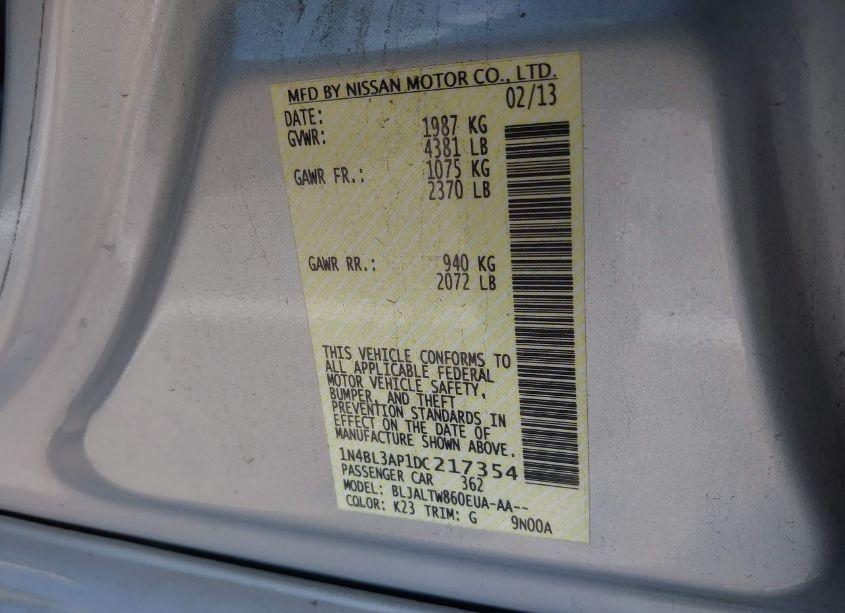 MFD BY NISSAN MOTOR CO., LTD.
DATE: 02/13
GVWR: 1987 KG
4381 LB
GAWR FR.: 1075 KG
2370 LB
GAWR RR.: 940 KG
2072 LB
THIS VEHICLE CONFORMS TO
ALL APPLICABLE FEDERAL
MOTOR VEHICLE SAFETY,
BUMPER, AND THEFT
PREVENTION STANDARDS IN
EFFECT ON THE DATE OF
MANUFACTURE SHOWN ABOVE.
1N4BL3AP1DC217354
PASSENGER CAR 362
MODEL: BLJALTW860EUA-AA--
COLOR: K23 TRIM: G 9N00A